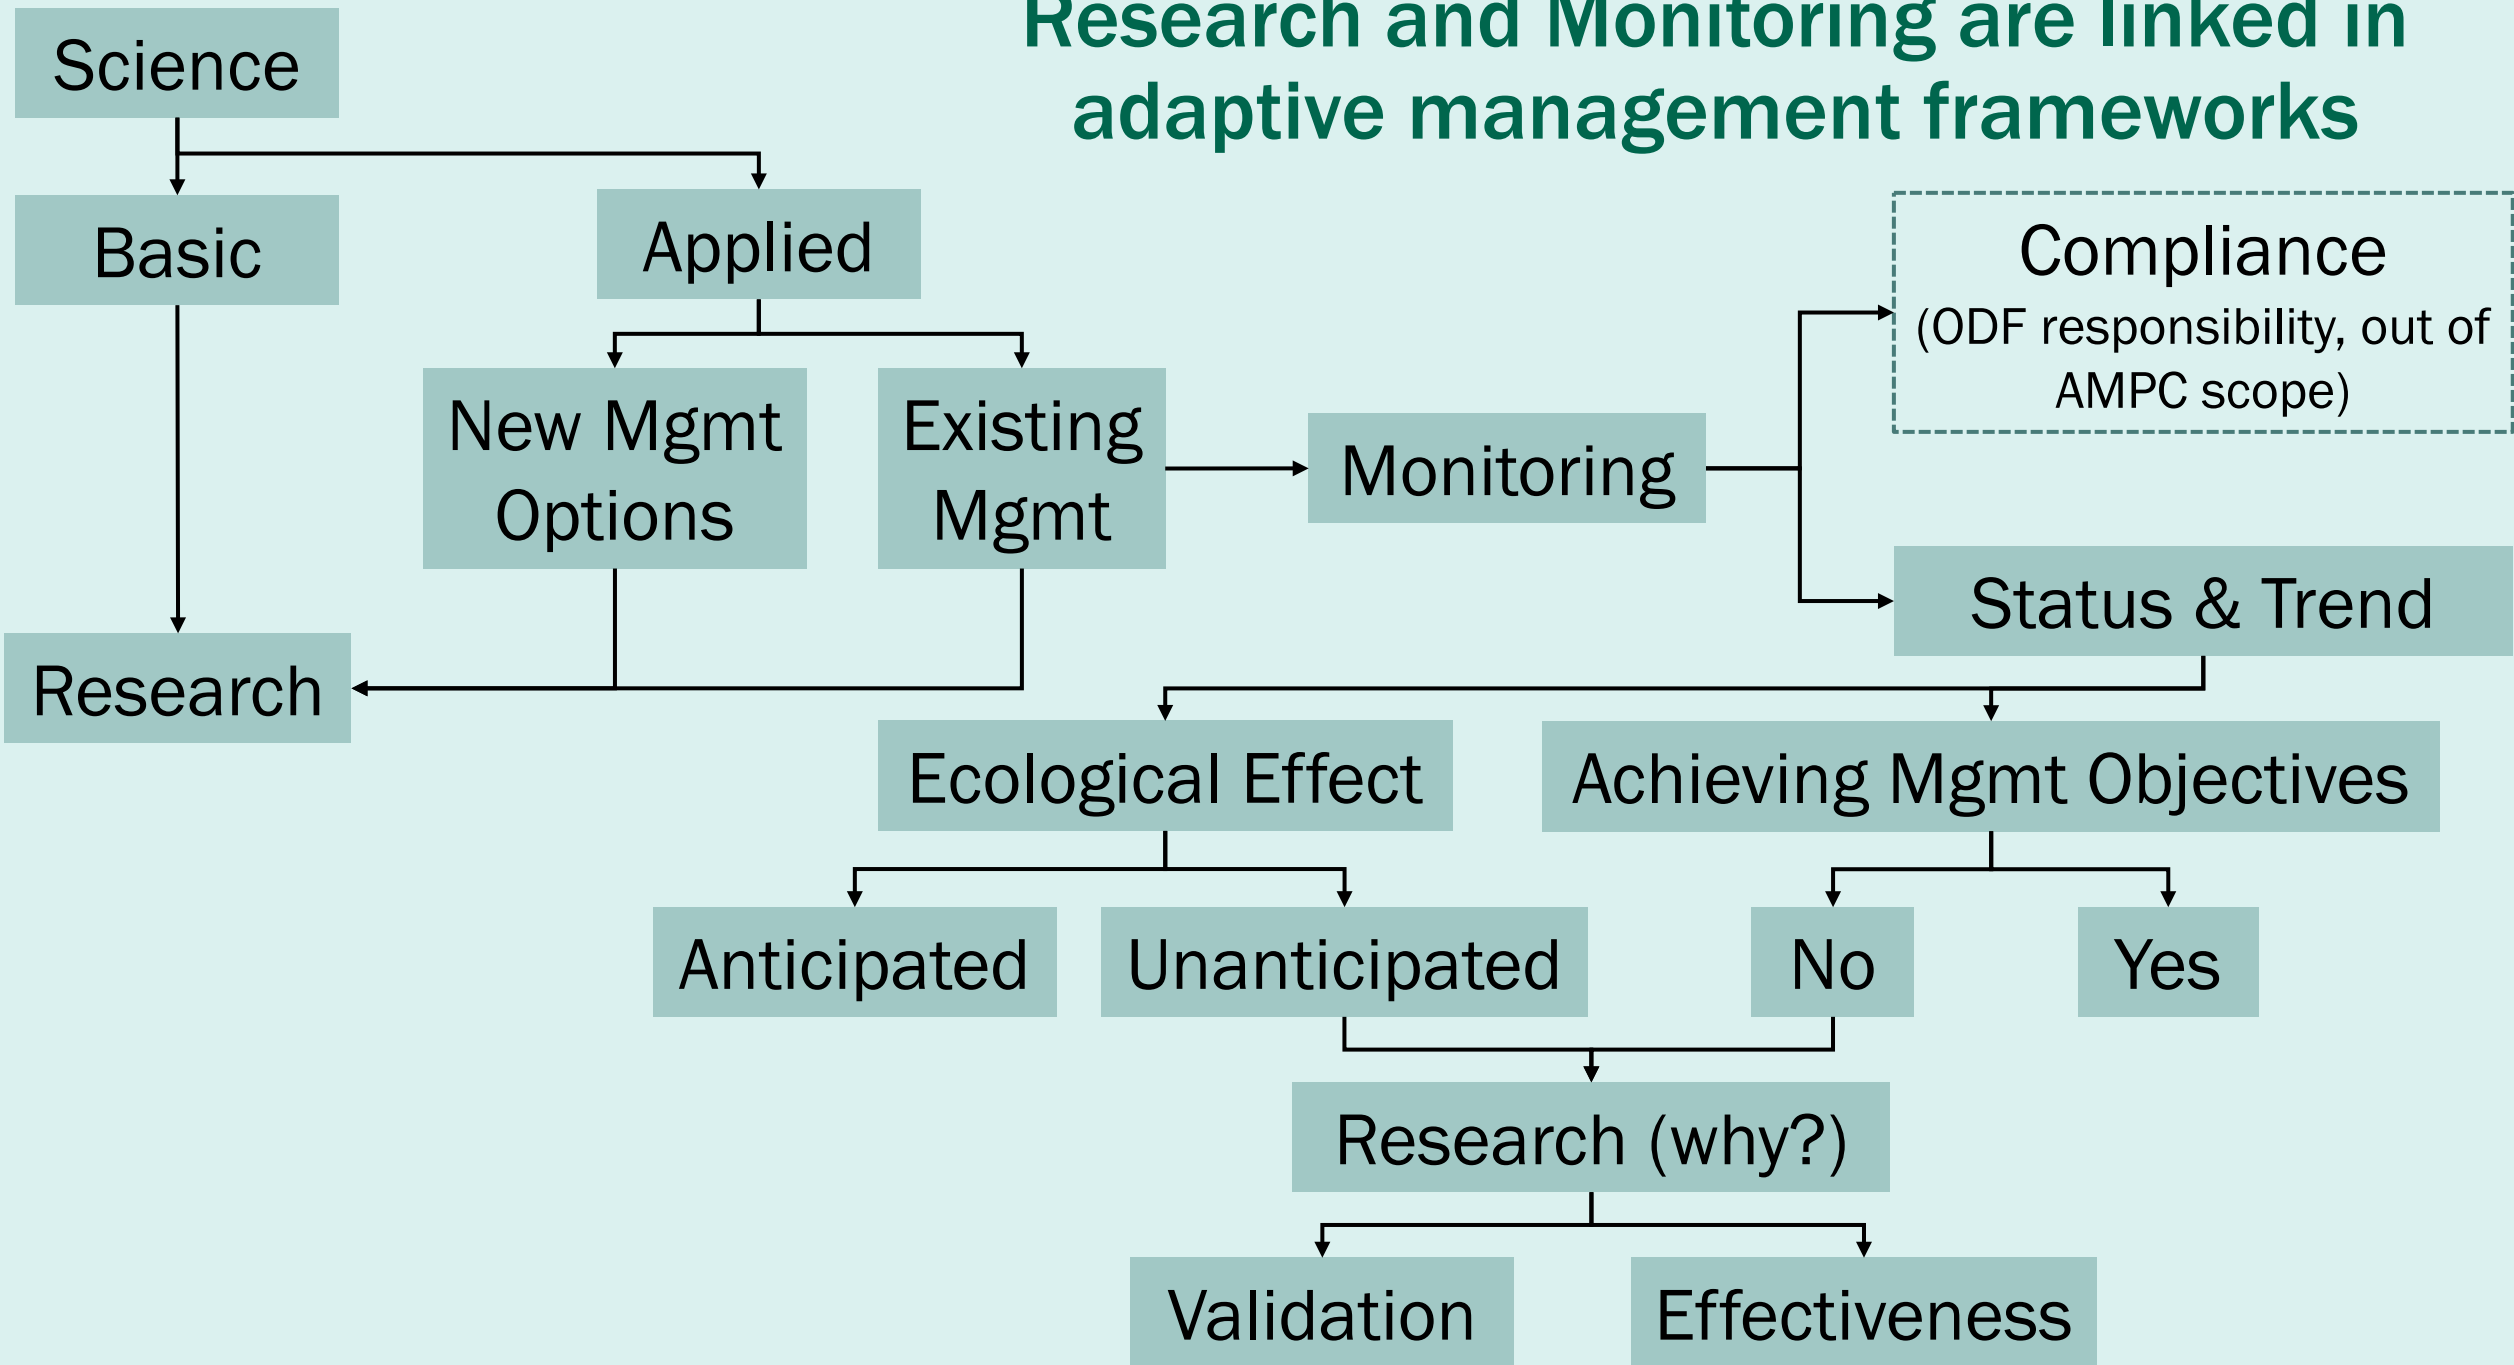 Research and Monitoring are linked in
adaptive management frameworks
Science
Basic
Applied
Compliance
(ODF responsibility, out of
AMPC scope)
New Mgmt
Options
Existing
Mgmt
Monitoring
Status & Trend
Research
Ecological Effect
Achieving Mgmt Objectives
Anticipated
Unanticipated
No
Yes
Research (why?)
Validation
Effectiveness